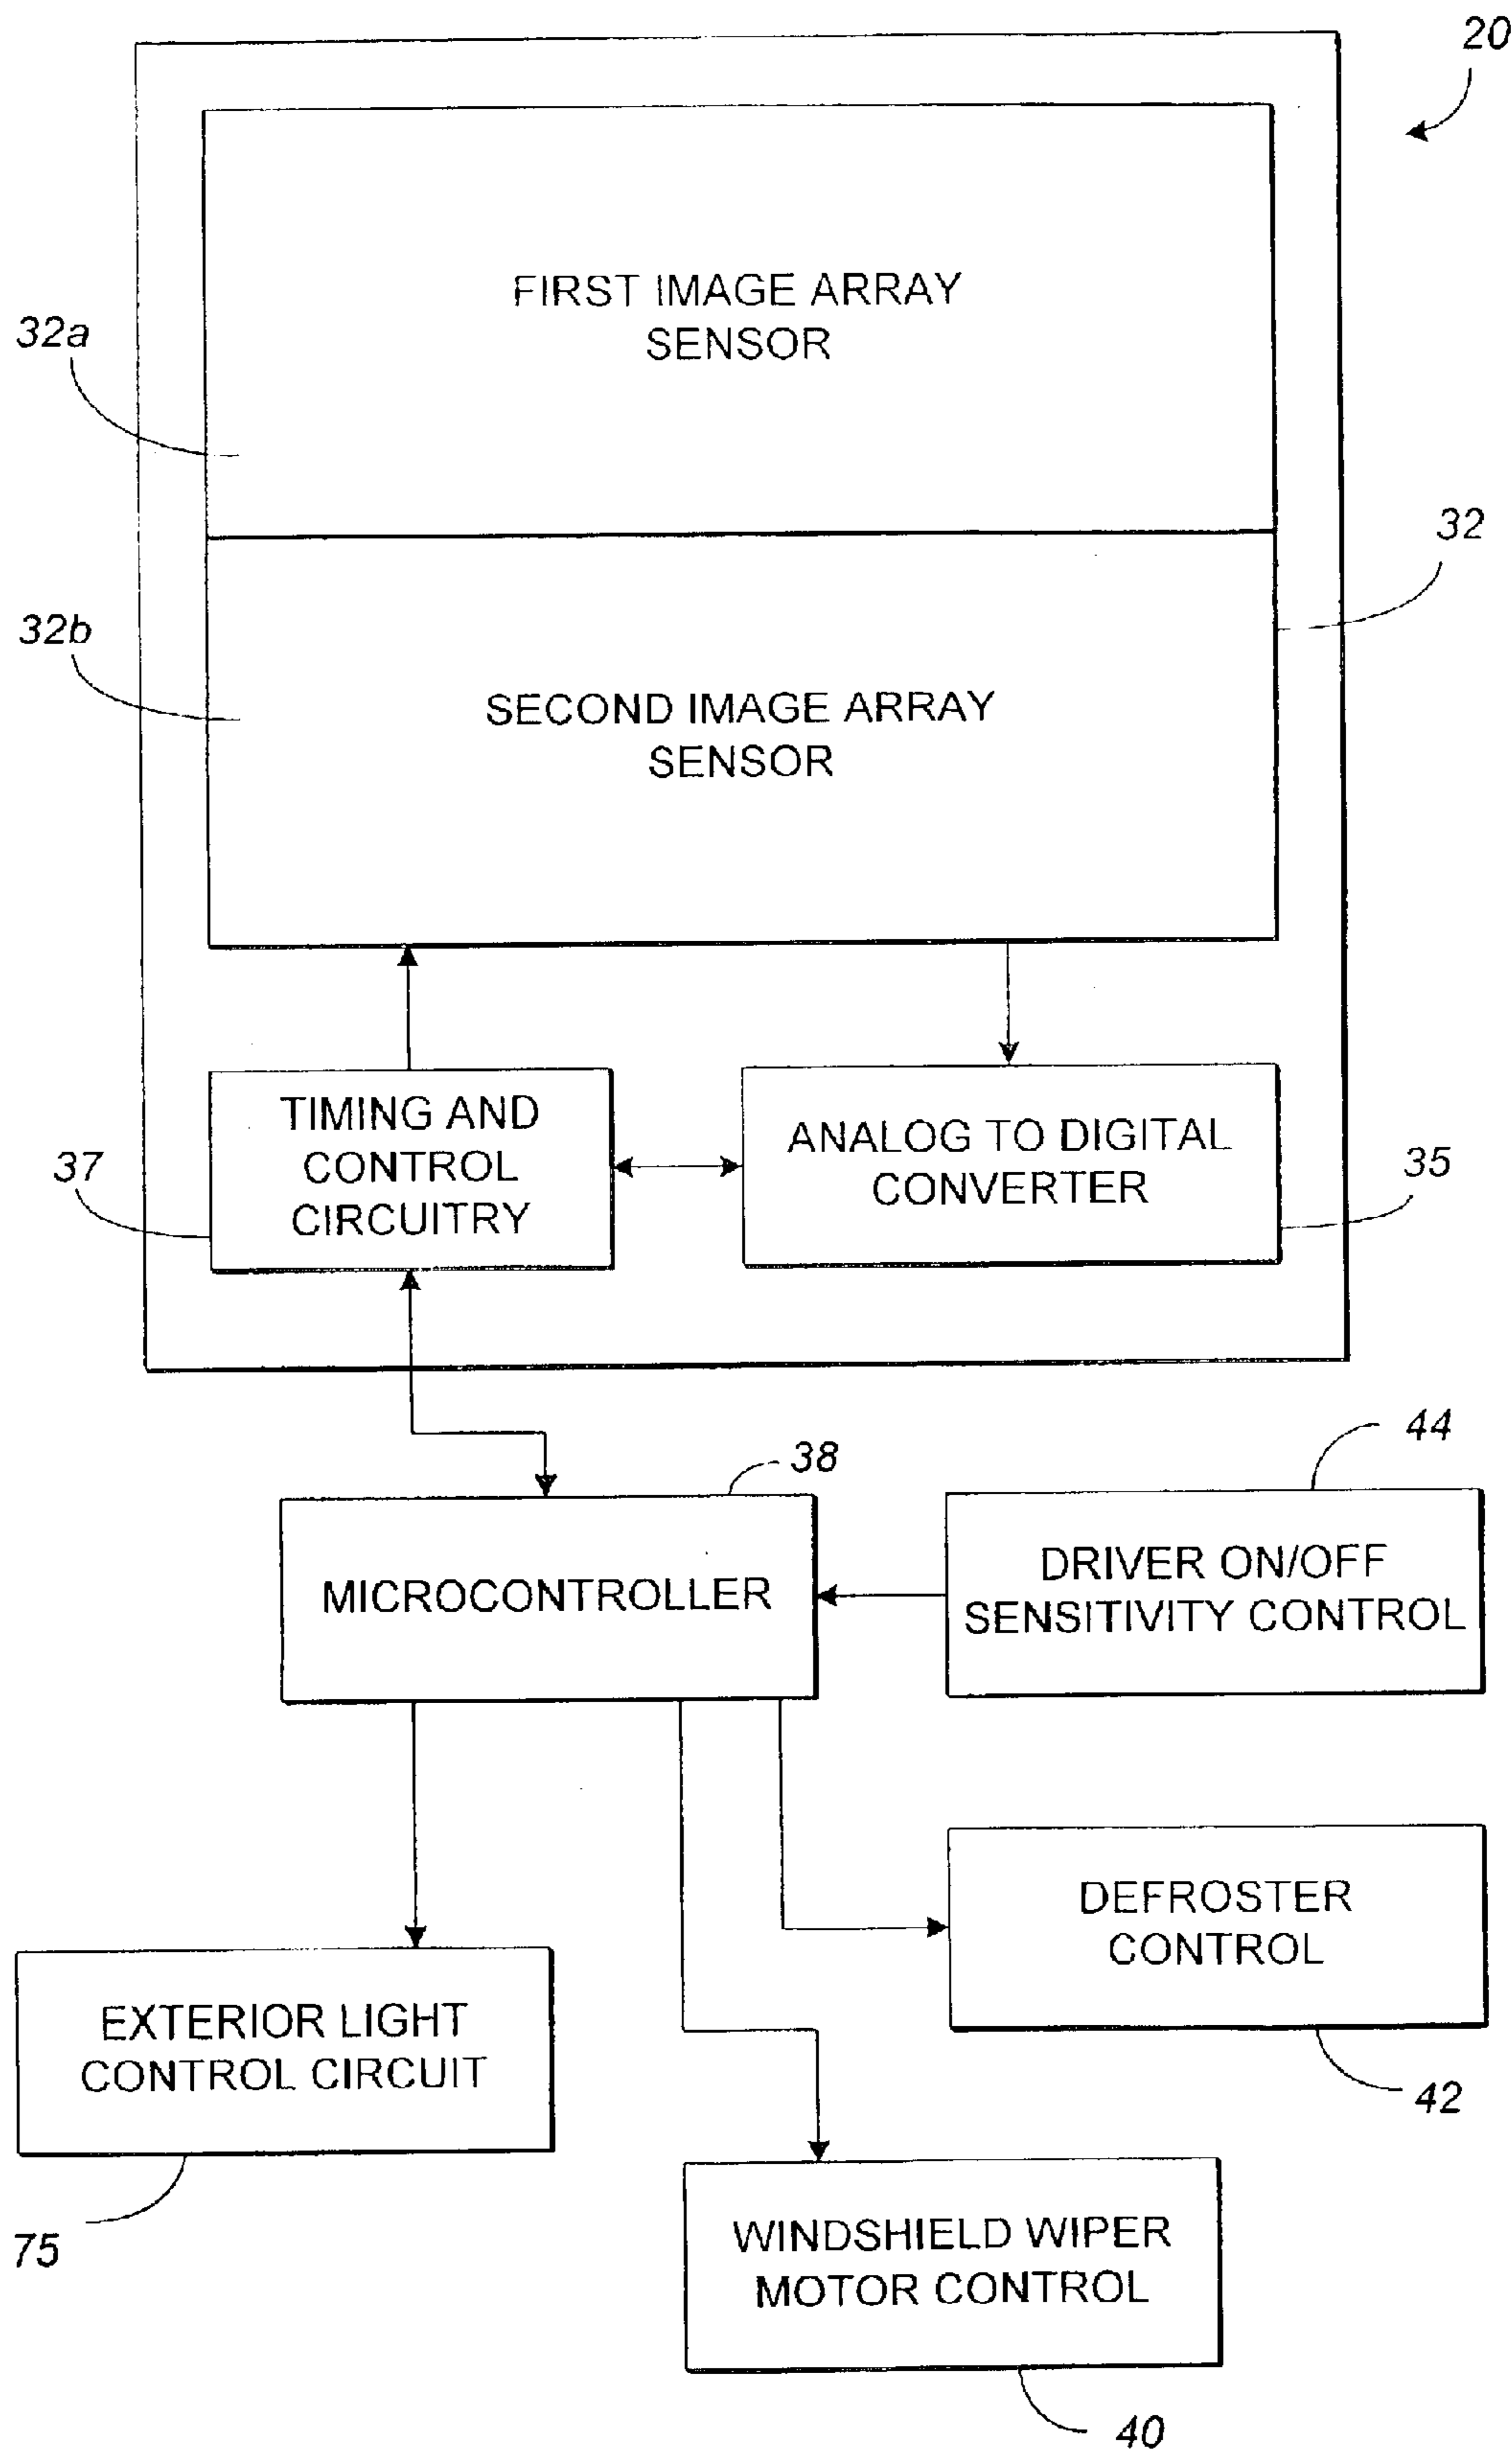 20
FIRST IMAGE ARRAY
SENSOR
32a
32
32b
SECOND IMAGE ARRAY
SENSOR
TIMING AND
CONTROL
CIRCUITRY
37
ANALOG TO DIGITAL
CONVERTER
35
38
44
MICROCONTROLLER
DRIVER ON/OFF
SENSITIVITY CONTROL
DEFROSTER
CONTROL
42
EXTERIOR LIGHT
CONTROL CIRCUIT
75
WINDSHIELD WIPER
MOTOR CONTROL
40